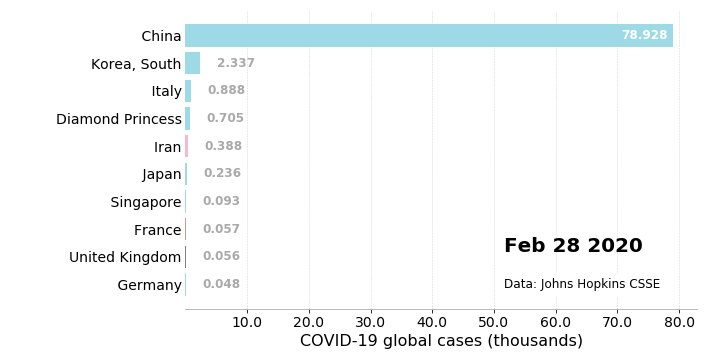 China 78.928
Korea, South 2.337
Italy 0.888
Diamond Princess 0.705
Iran 0.388
Japan 0.236
Singapore 0.093
France 0.057
United Kingdom 0.056
Germany 0.048
Feb 28 2020
Data: Johns Hopkins CSSE
10.0 20.0 30.0 40.0 50.0 60.0 70.0 80.0
COVID-19 global cases (thousands)